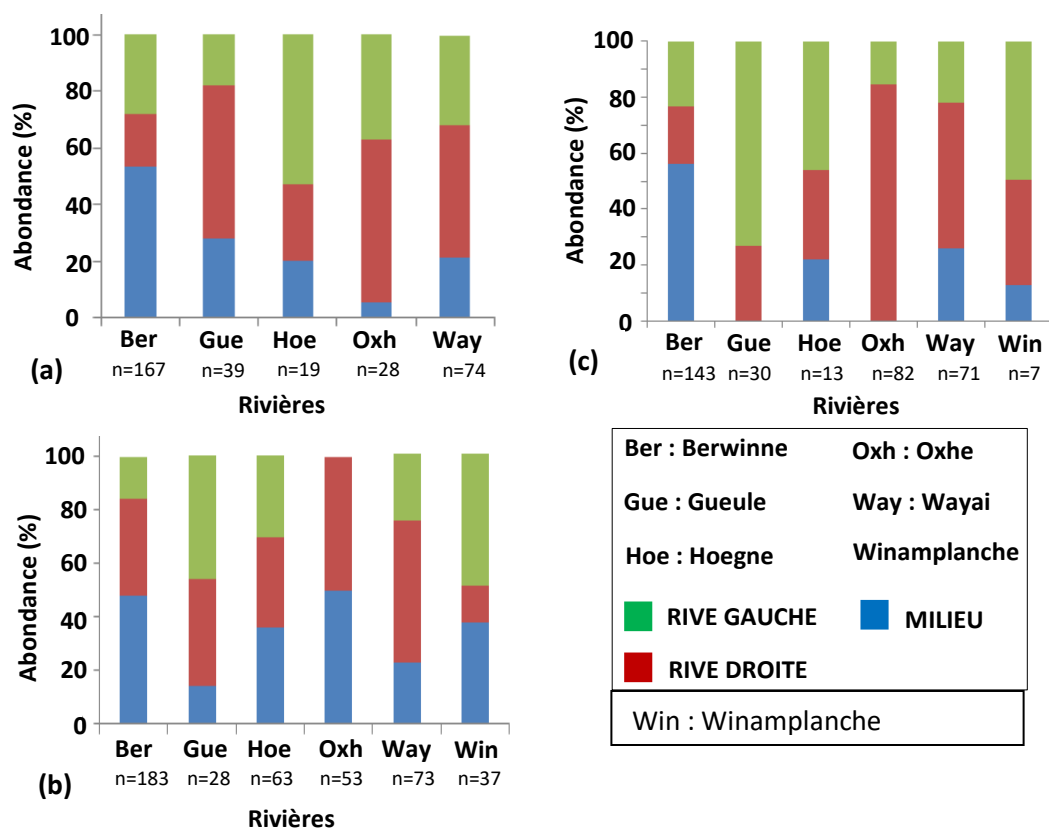 Abondance (%)
100
80
60
40
20
0
Ber Gue Hoe Oxh Way
n=167 n=39 n=19 n=28 n=74
(a)
Rivières
Abondance (%)
100
80
60
40
20
0
Ber Gue Hoe Oxh Way Win
n=143 n=30 n=13 n=82 n=71 n=7
(c)
Rivières
Abondance (%)
100
80
60
40
20
0
Ber Gue Hoe Oxh Way Win
n=183 n=28 n=63 n=53 n=73 n=37
(b)
Rivières
Ber : Berwinne
Oxh : Oxhe
Gue : Gueule
Way : Wayai
Hoe : Hoegne
Winamplanche
RIVE GAUCHE
MILIEU
RIVE DROITE
Win : Winamplanche